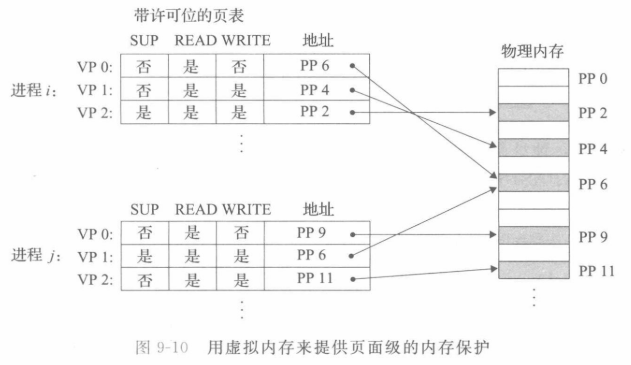 带许可位的页表
SUP READ WRITE 地址
进程 i:
VP 0: 否 是 否 PP 6
VP 1: 否 是 是 PP 4
VP 2: 是 是 是 PP 2
⋮
SUP READ WRITE 地址
进程 j:
VP 0: 否 是 否 PP 9
VP 1: 是 是 是 PP 6
VP 2: 否 是 是 PP 11
⋮
物理内存
PP 0
PP 2
PP 4
PP 6
PP 9
PP 11
⋮
图 9-10 用虚拟内存来提供页面级的内存保护